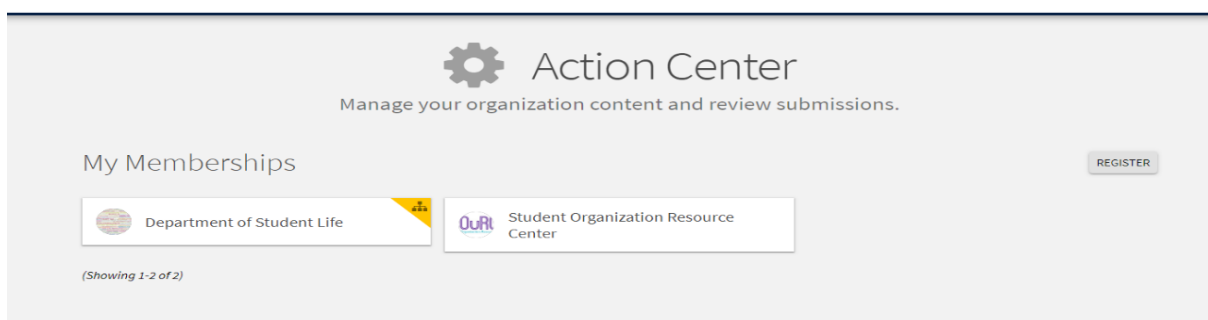 Action Center
Manage your organization content and review submissions.
My Memberships
REGISTER
Department of Student Life
OuRl
Student Organization Resource
Center
(Showing 1-2 of 2)